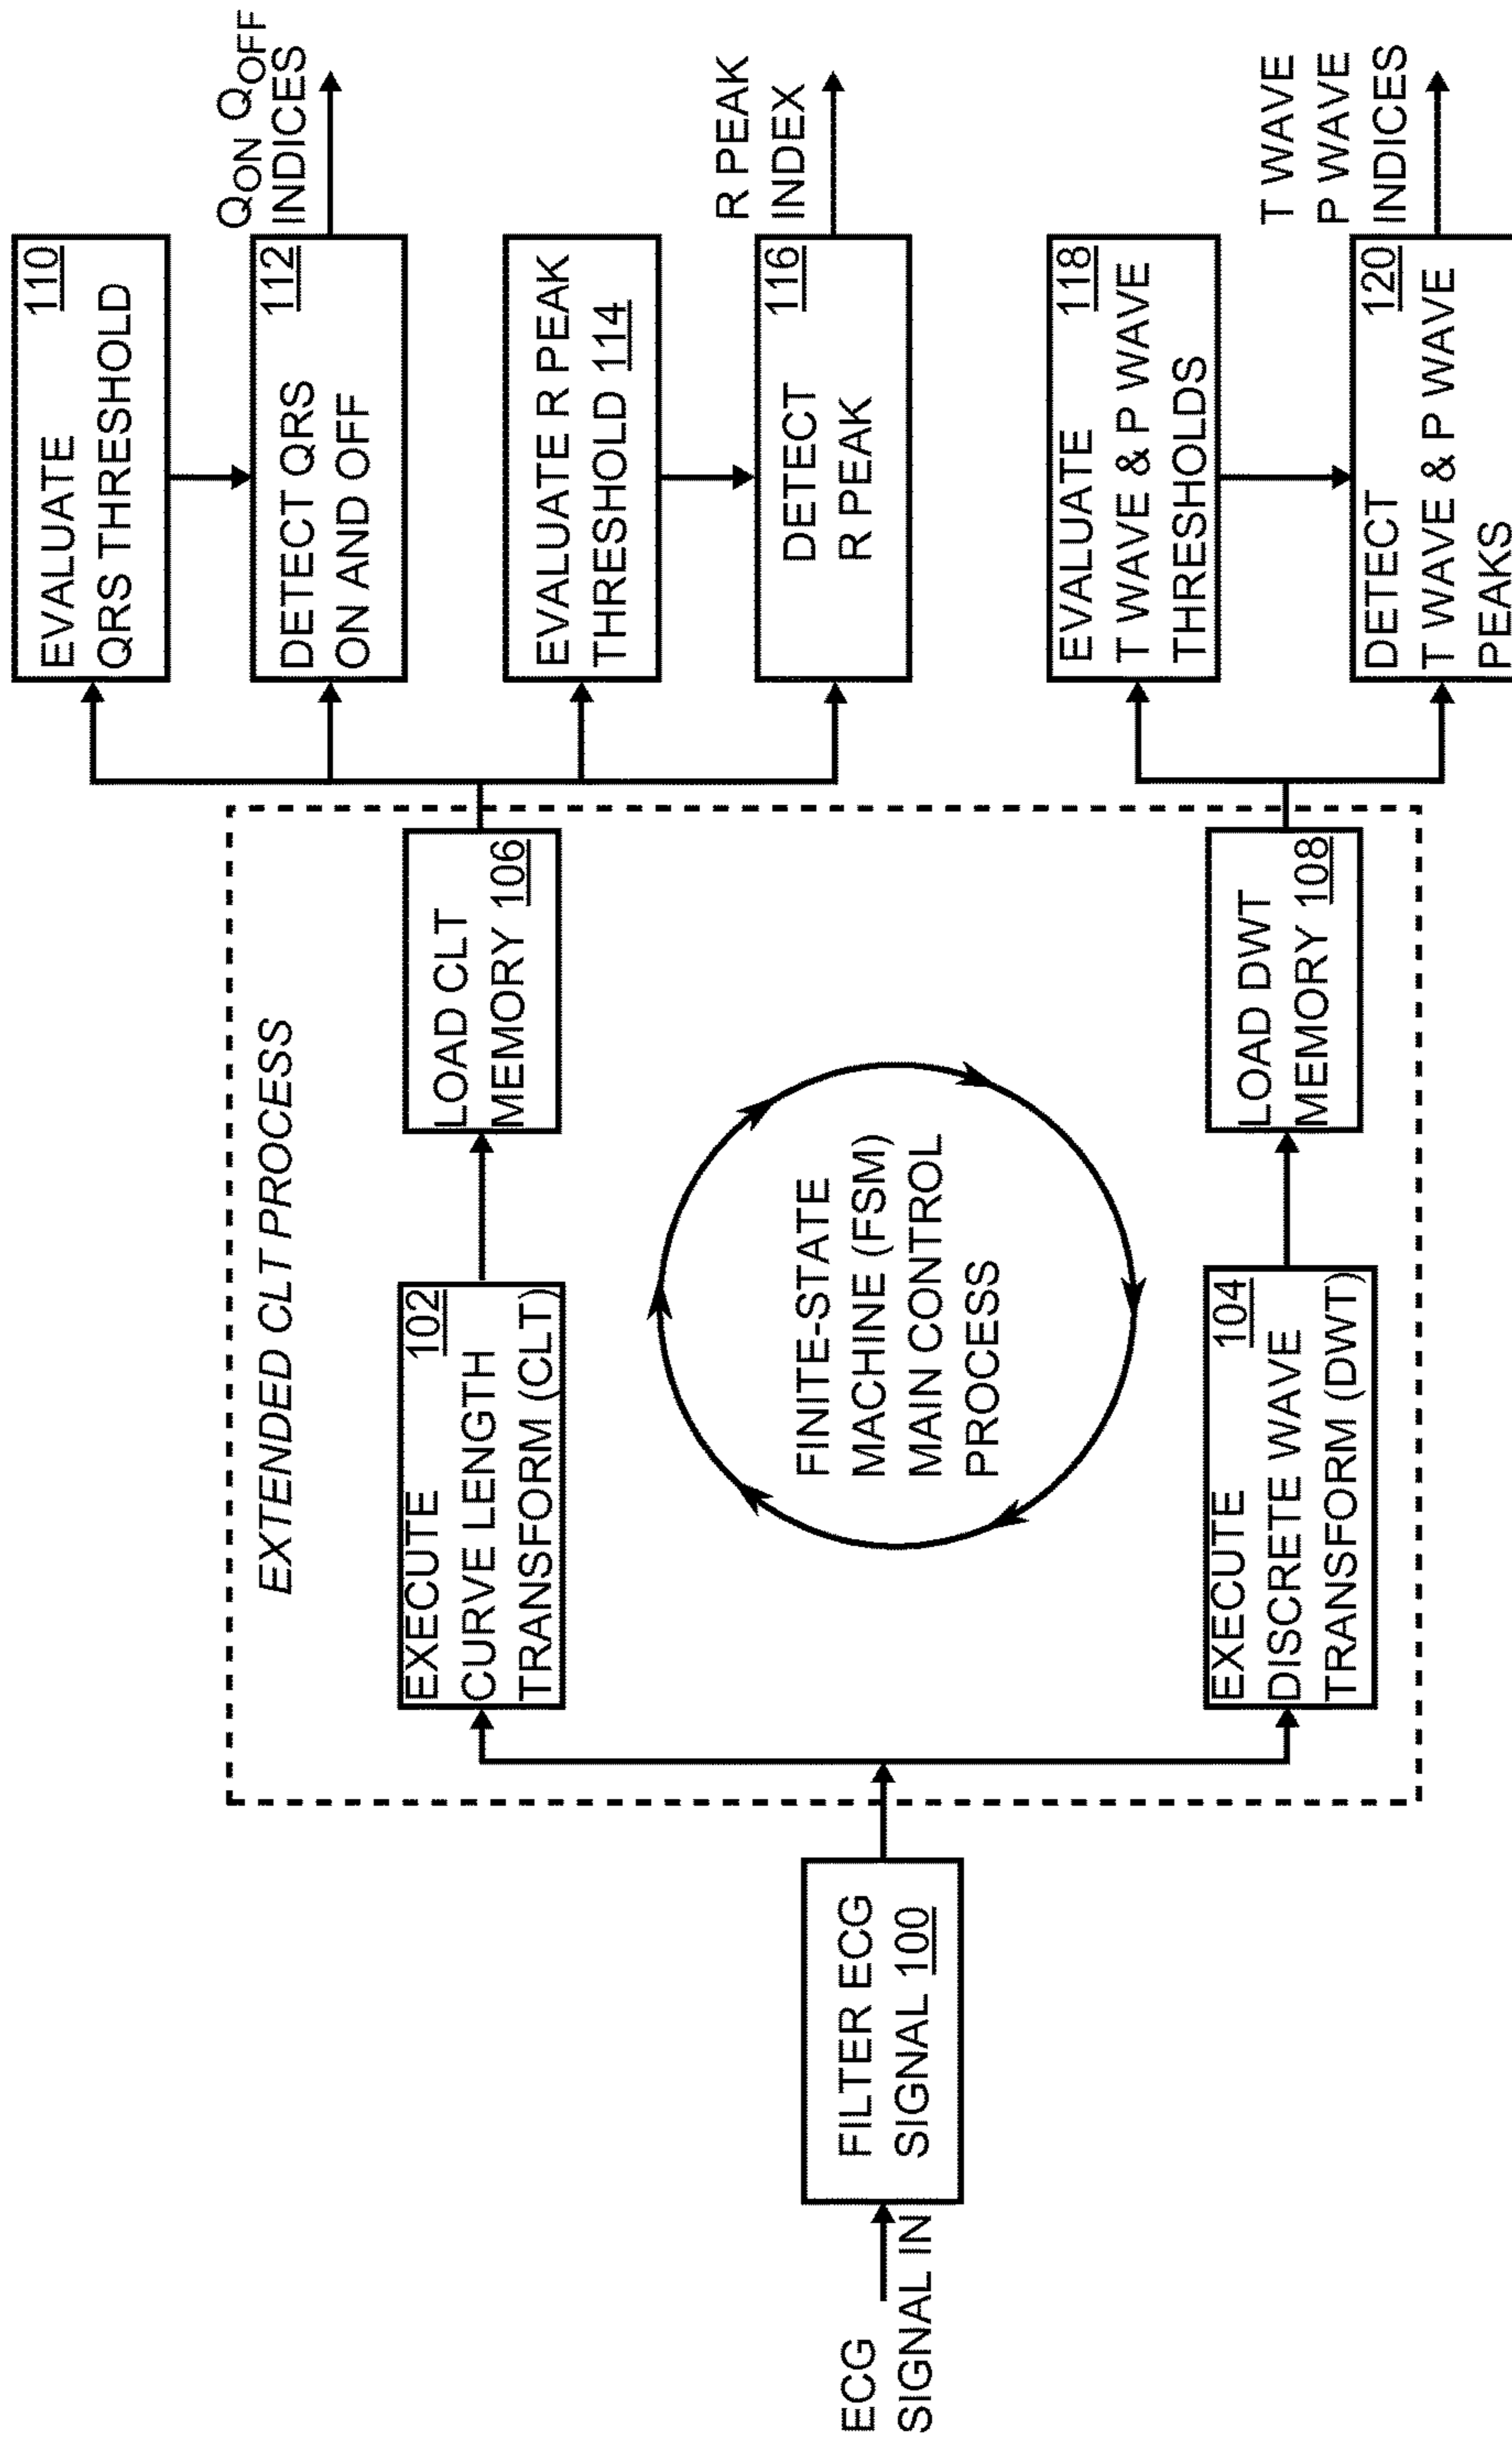 ECG
SIGNAL IN
FILTER ECG
SIGNAL 100
EXTENDED CLT PROCESS
EXECUTE 102
CURVE LENGTH
TRANSFORM (CLT)
LOAD CLT
MEMORY 106
FINITE-STATE
MACHINE (FSM)
MAIN CONTROL
PROCESS
EXECUTE 104
DISCRETE WAVE
TRANSFORM (DWT)
LOAD DWT
MEMORY 108
EVALUATE 110
QRS THRESHOLD
DETECT QRS 112
ON AND OFF
QON QOFF
INDICES
EVALUATE R PEAK
THRESHOLD 114
DETECT 116
R PEAK
R PEAK
INDEX
EVALUATE 118
T WAVE & P WAVE
THRESHOLDS
DETECT 120
T WAVE & P WAVE
PEAKS
T WAVE
P WAVE
INDICES